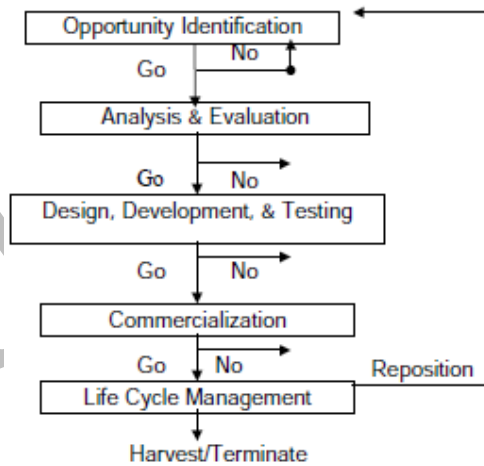 Opportunity Identification
No
Go
Analysis & Evaluation
Go
No
Design, Development, & Testing
Go
No
Commercialization
Go
No
Reposition
Life Cycle Management
Harvest/Terminate